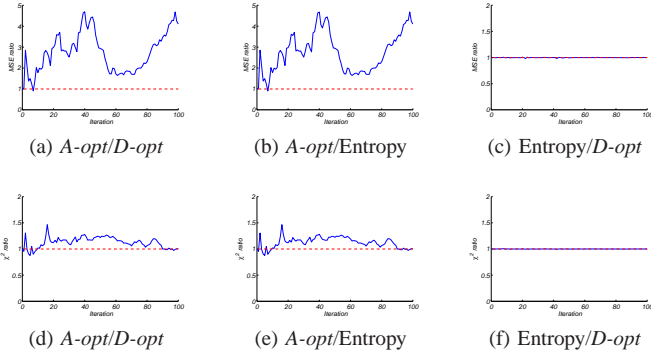 5
4
3
2
1
0
MSE ratio
0 20 40 60 80 100
Iteration
(a) A-opt/D-opt
5
4
3
2
1
0
MSE ratio
0 20 40 60 80 100
Iteration
(b) A-opt/Entropy
2
1.5
1
0.5
0
MSE ratio
0 20 40 60 80 100
Iteration
(c) Entropy/D-opt
2
1.5
1
0.5
0
χ² ratio
0 20 40 60 80 100
Iteration
(d) A-opt/D-opt
2
1.5
1
0.5
0
χ² ratio
0 20 40 60 80 100
Iteration
(e) A-opt/Entropy
2
1.5
1
0.5
0
χ² ratio
0 20 40 60 80 100
Iteration
(f) Entropy/D-opt